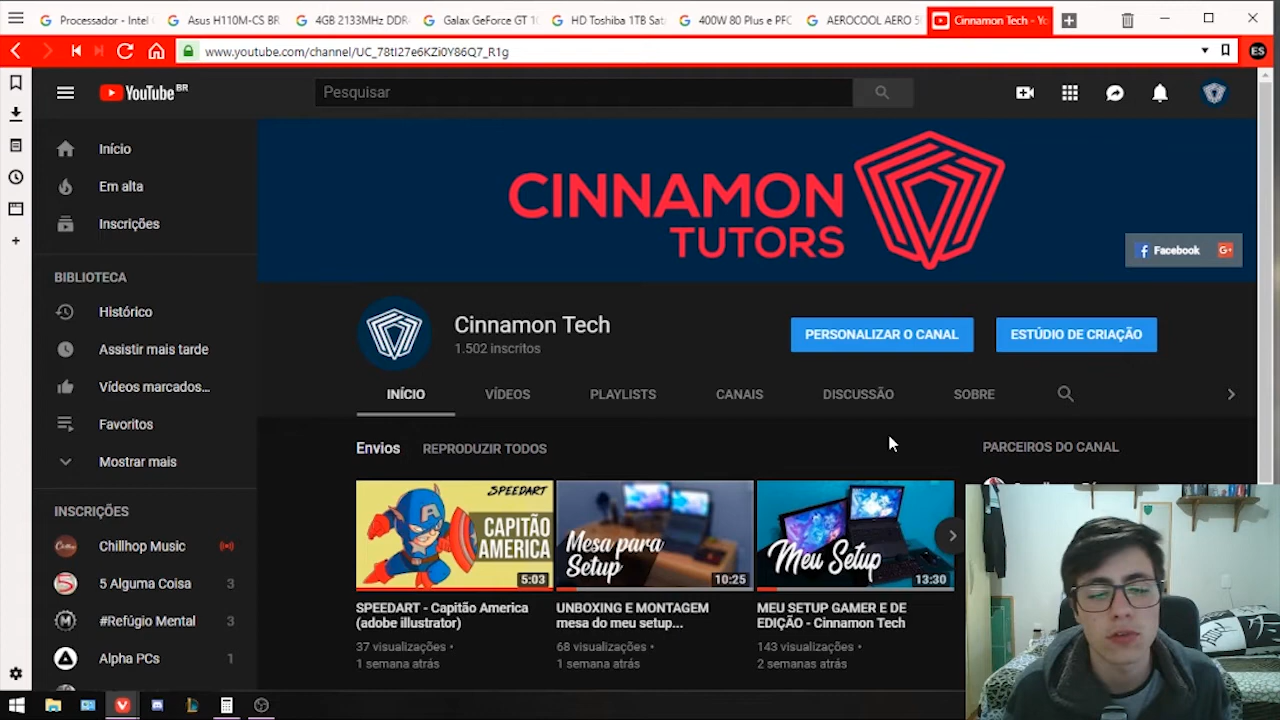 Processador - Intel
Asus H110M-CS BR
4GB 2133MHz DDR
Galax GeForce GT 10
HD Toshiba 1TB Sat
400W 80 Plus e PFC
AEROCOOL AERO 5
Cinnamon Tech - Yo
www.youtube.com/channel/UC_78tI27e6KZi0Y86Q7_R1g
ES
YouTube BR
Pesquisar
Início
Em alta
Inscrições
BIBLIOTECA
Histórico
Assistir mais tarde
Vídeos marcados...
Favoritos
Mostrar mais
INSCRIÇÕES
Chillhop Music
5 Alguma Coisa 3
#Refúgio Mental 3
Alpha PCs 1
CINNAMON
TUTORS
Facebook G+
Cinnamon Tech
1.502 inscritos
PERSONALIZAR O CANAL
ESTÚDIO DE CRIAÇÃO
INÍCIO VÍDEOS PLAYLISTS CANAIS DISCUSSÃO SOBRE
Envios REPRODUZIR TODOS
PARCEIROS DO CANAL
SPEEDART
CAPITÃO
AMERICA
5:03
SPEEDART - Capitão America
(adobe illustrator)
37 visualizações •
1 semana atrás
Mesa para
Setup
10:25
UNBOXING E MONTAGEM
mesa do meu setup...
68 visualizações •
1 semana atrás
Meu Setup
13:30
MEU SETUP GAMER E DE
EDIÇÃO - Cinnamon Tech
143 visualizações •
2 semanas atrás